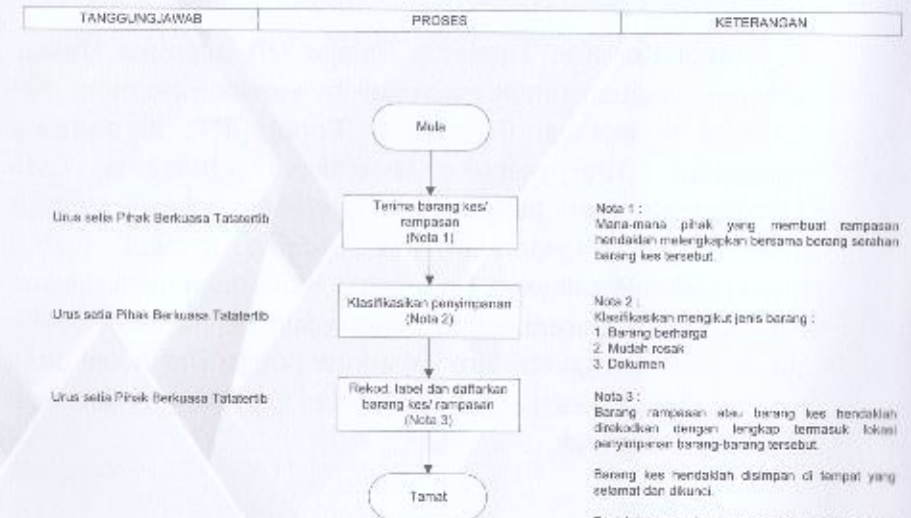 TANGGUNGJAWAB
PROSES
KETERANGAN
Mula
Urus setia Pihak Berkuasa Tatatertib
Terima barang kes/
rampasan
(Nota 1)
Nota 1 :
Mana-mana pihak yang membuat rampasan
hendaklah melengkapkan bersama borang serahan
barang kes tersebut.
Urus setia Pihak Berkuasa Tatatertib
Klasifikasikan penyimpanan
(Nota 2)
Nota 2 :
Klasifikasikan mengikut jenis barang :
1. Barang berharga
2. Mudah rosak
3. Dokumen
Urus setia Pihak Berkuasa Tatatertib
Rekod, label dan daftarkan
barang kes/ rampasan
(Nota 3)
Nota 3 :
Barang rampasan atau barang kes hendaklah
direkodkan dengan lengkap termasuk lokasi
penyimpanan barang-barang tersebut.
Barang kes hendaklah disimpan di tempat yang
selamat dan dikunci.
Tamat